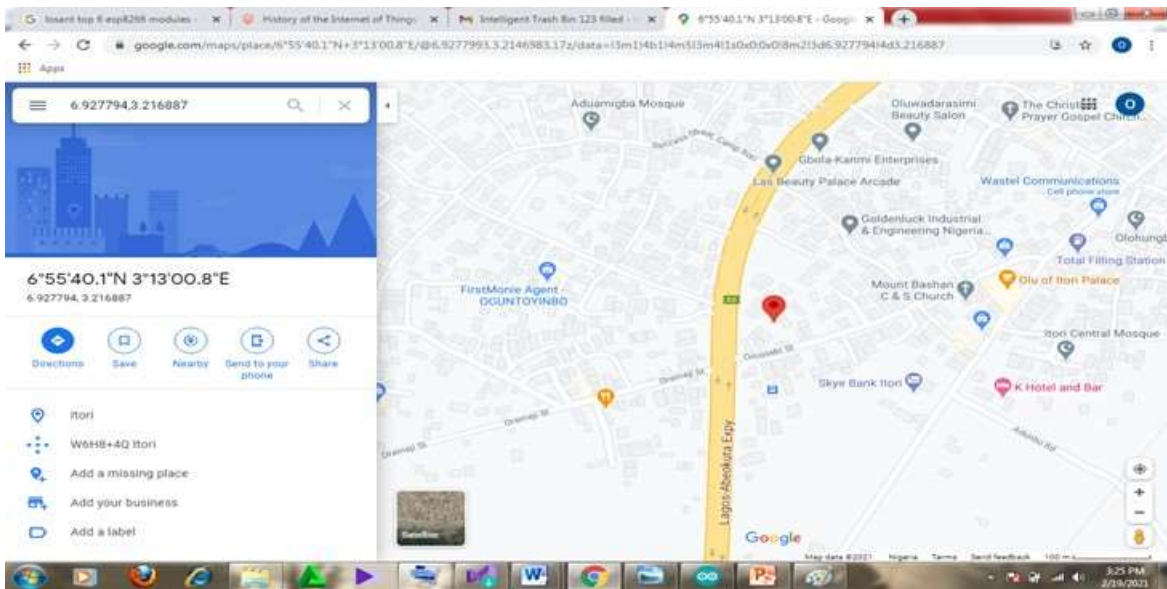 Insert top 6 esp8266 modules -
History of the Internet of Things
Intelligent Trash Bin 123 filled -
6°55'40.1"N 3°13'00.8"E - Goog
google.com/maps/place/6°55'40.1"N+3°13'00.8"E/@6.9277993,3.2146983,17z/data=!3m1!4b1!4m5!3m4!1s0x0:0x0!8m2!3d6.927794!4d3.216887
Apps
6.927794,3.216887
6°55'40.1"N 3°13'00.8"E
6.927794, 3.216887
Directions
Save
Nearby
Send to your
phone
Share
Itori
W6H8+4Q Itori
Add a missing place
Add your business
Add a label
Aduamigba Mosque
Oluwadarasimi
Beauty Salon
The Christ
Prayer Gospel Church...
O
Gbola-Kanmi Enterprises
Las Beauty Palace Arcade
Wastel Communications
Cell phone store
Goldenluck Industrial
& Engineering Nigeria...
Olohungb
Total Filling Station
FirstMonie Agent -
OGUNTOYINBO
Mount Bashan
C & S Church
Olu of Itori Palace
Itori Central Mosque
Skye Bank Itori
K Hotel and Bar
Oramaji St
Oramaji St
Lagos-Abeokuta Expy
Satellite
Google
Map data ©2021
Nigeria
Terms
Send feedback
100 m
3:25 PM
2/19/2021